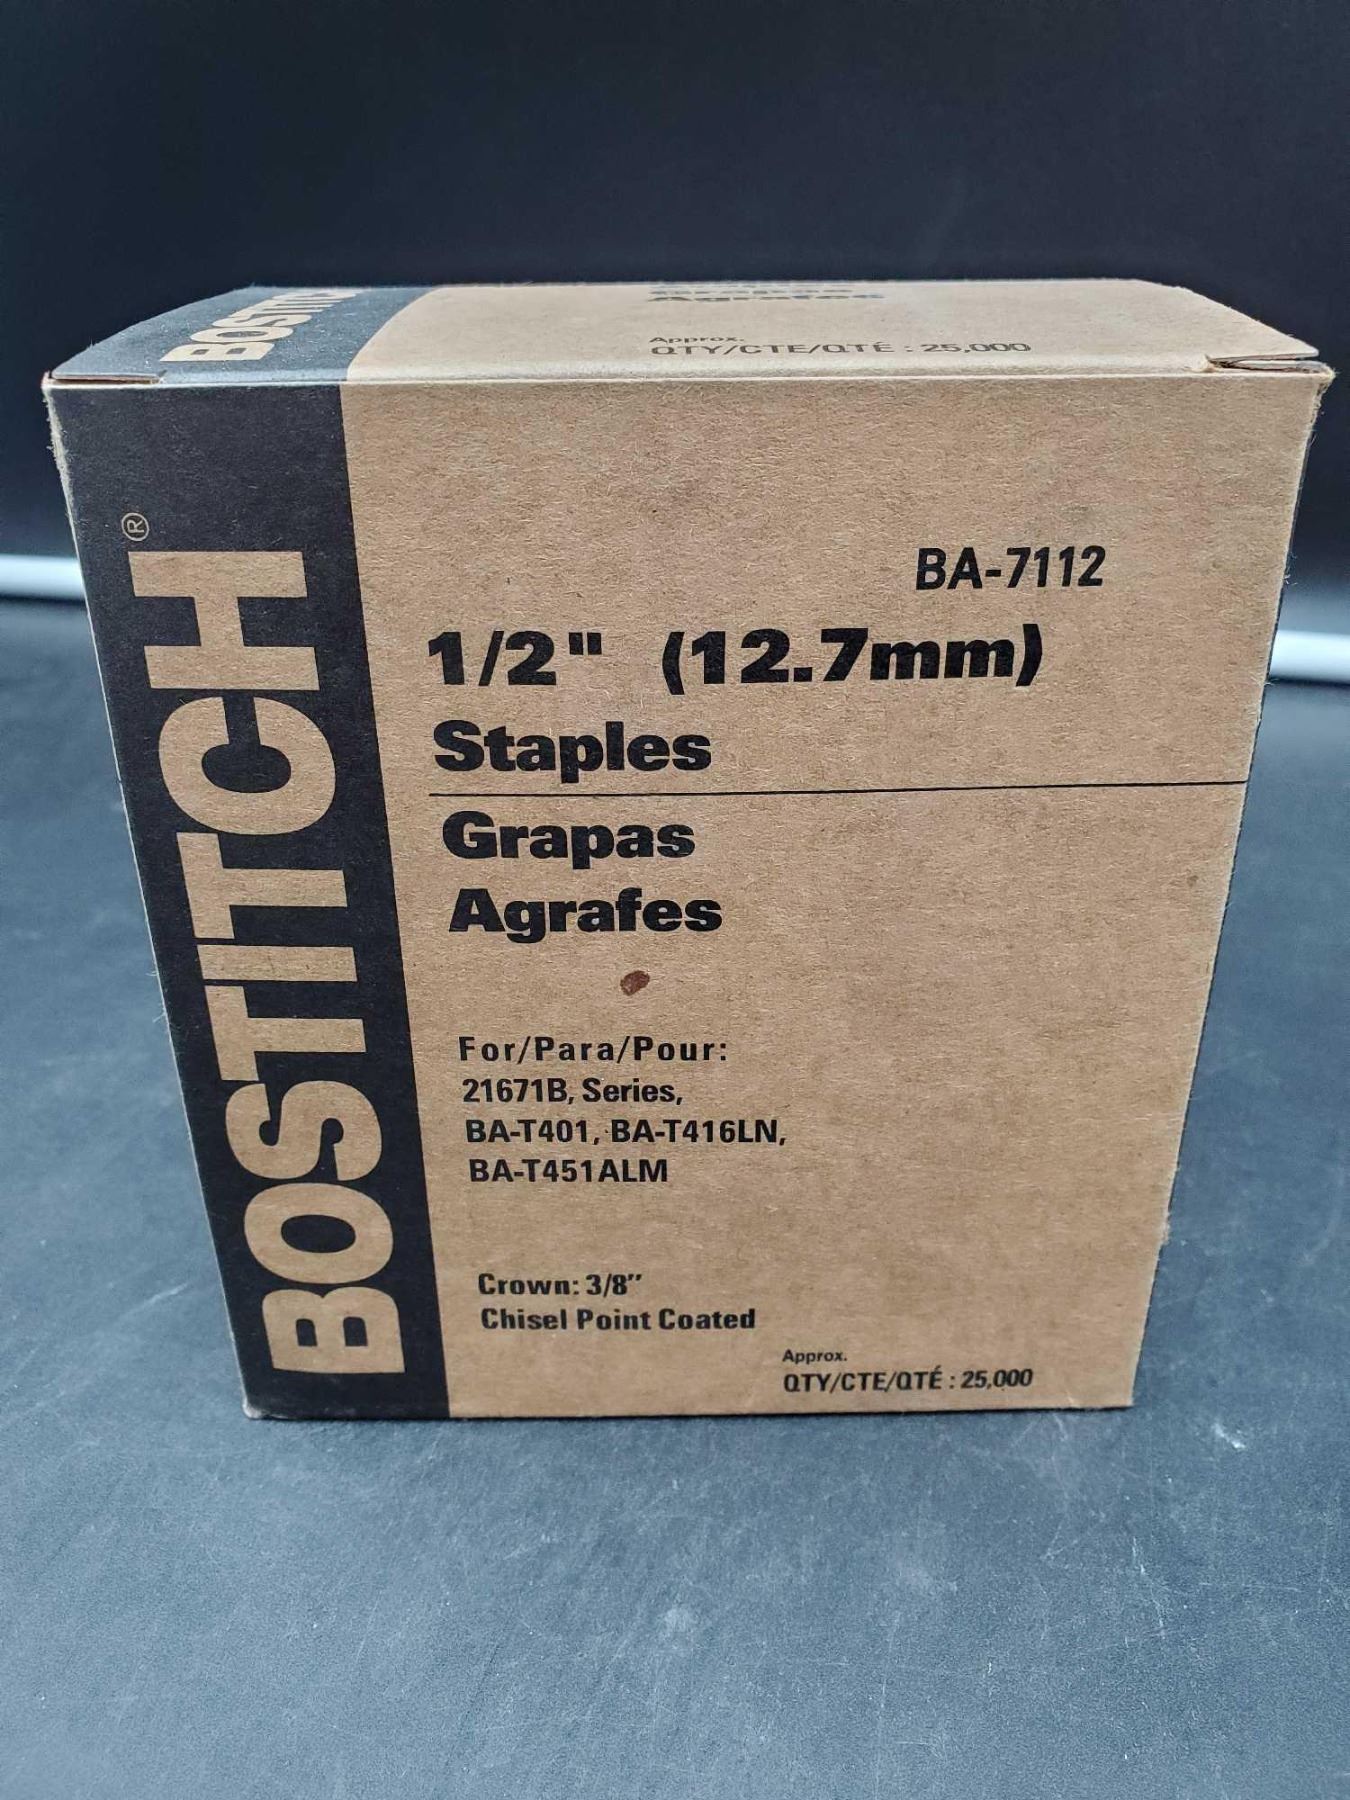 BOSTITCH
Agrafes
Approx.
QTY/CTE/QTÉ : 25,000
BOSTITCH®
BA-7112
1/2" (12.7mm)
Staples
Grapas
Agrafes
For/Para/Pour:
21671B, Series,
BA-T401, BA-T416LN,
BA-T451ALM
Crown: 3/8"
Chisel Point Coated
Approx.
QTY/CTE/QTÉ : 25,000